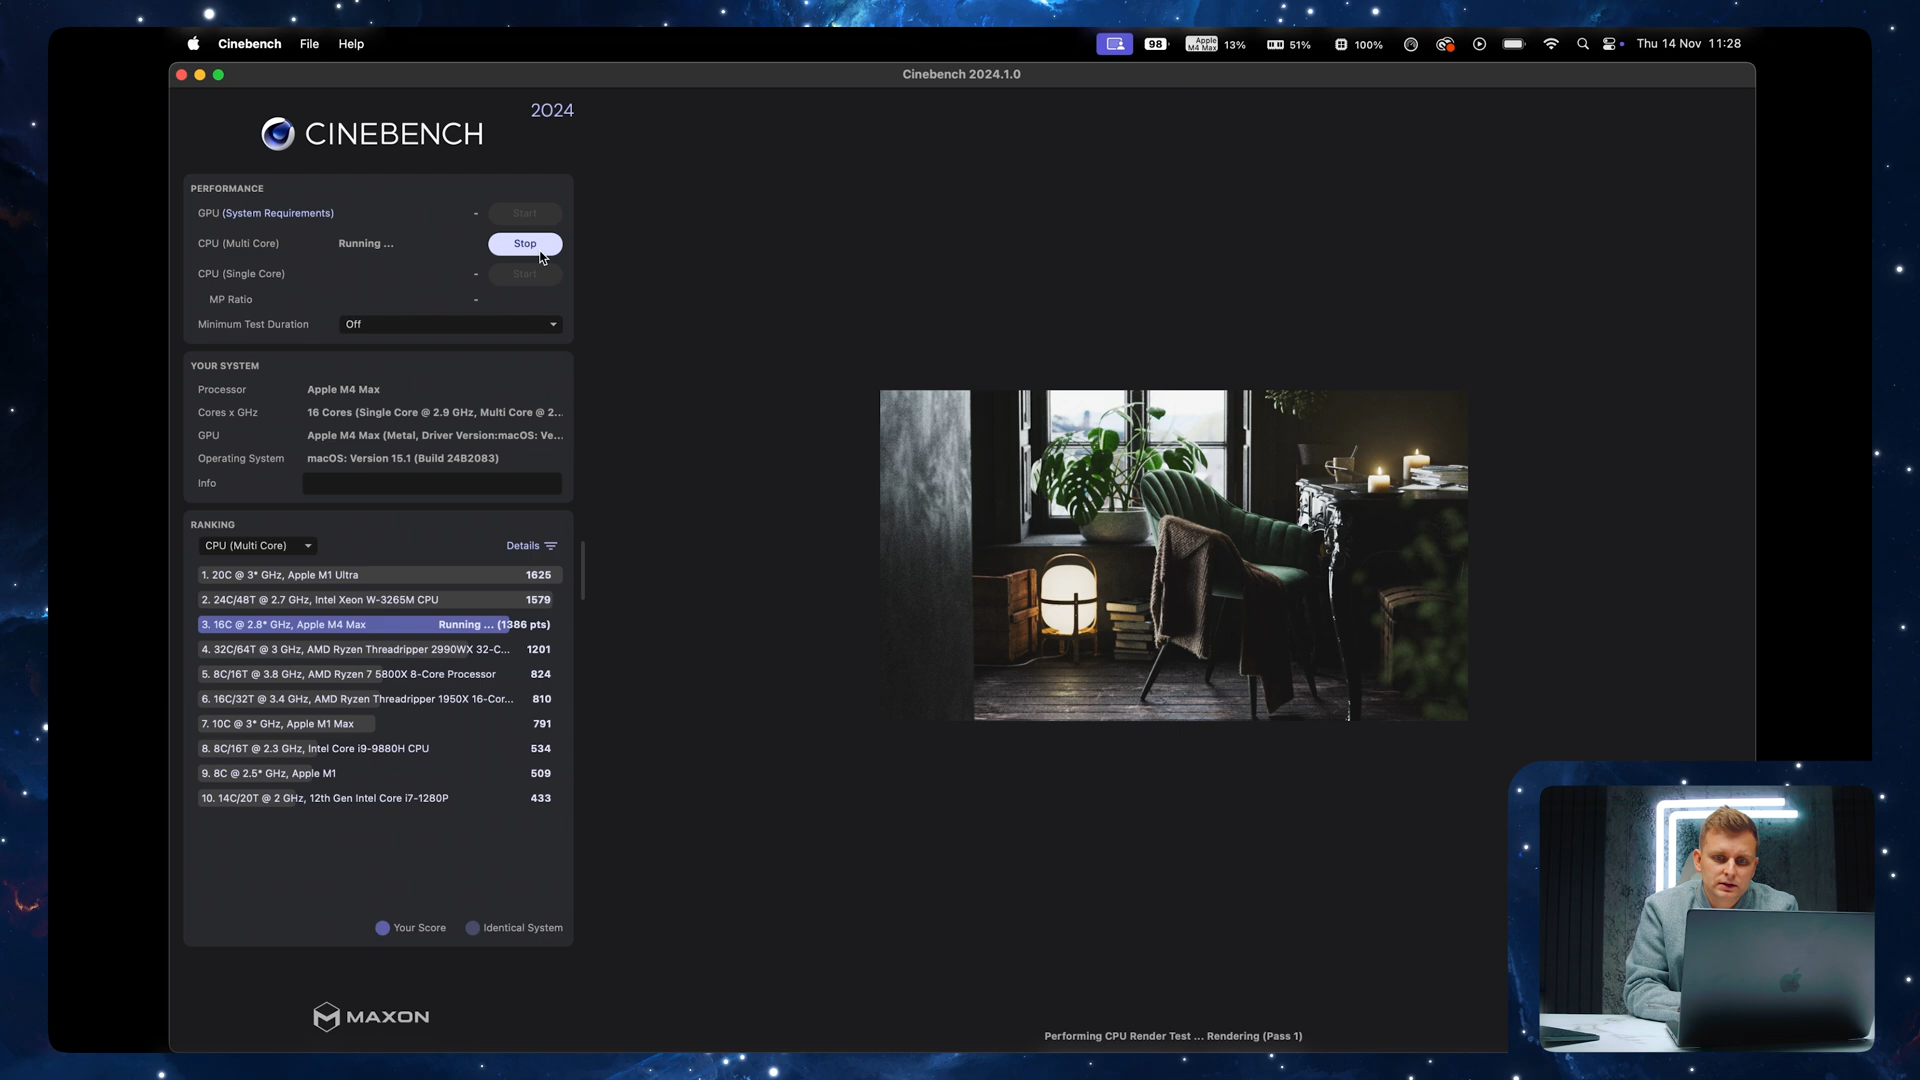 Cinebench File Help
98 Apple M4 Max 13% 51% 100% Thu 14 Nov 11:28
Cinebench 2024.1.0
2024
CINEBENCH
PERFORMANCE
GPU (System Requirements) - Start
CPU (Multi Core) Running ... Stop
CPU (Single Core) - Start
MP Ratio -
Minimum Test Duration Off
YOUR SYSTEM
Processor Apple M4 Max
Cores x GHz 16 Cores (Single Core @ 2.9 GHz, Multi Core @ 2...
GPU Apple M4 Max (Metal, Driver Version:macOS: Ve...
Operating System macOS: Version 15.1 (Build 24B2083)
Info
RANKING
CPU (Multi Core) Details
1. 20C @ 3* GHz, Apple M1 Ultra 1625
2. 24C/48T @ 2.7 GHz, Intel Xeon W-3265M CPU 1579
3. 16C @ 2.8* GHz, Apple M4 Max Running ... (1386 pts)
4. 32C/64T @ 3 GHz, AMD Ryzen Threadripper 2990WX 32-C... 1201
5. 8C/16T @ 3.8 GHz, AMD Ryzen 7 5800X 8-Core Processor 824
6. 16C/32T @ 3.4 GHz, AMD Ryzen Threadripper 1950X 16-Cor... 810
7. 10C @ 3* GHz, Apple M1 Max 791
8. 8C/16T @ 2.3 GHz, Intel Core i9-9880H CPU 534
9. 8C @ 2.5* GHz, Apple M1 509
10. 14C/20T @ 2 GHz, 12th Gen Intel Core i7-1280P 433
Your Score Identical System
MAXON
Performing CPU Render Test ... Rendering (Pass 1)